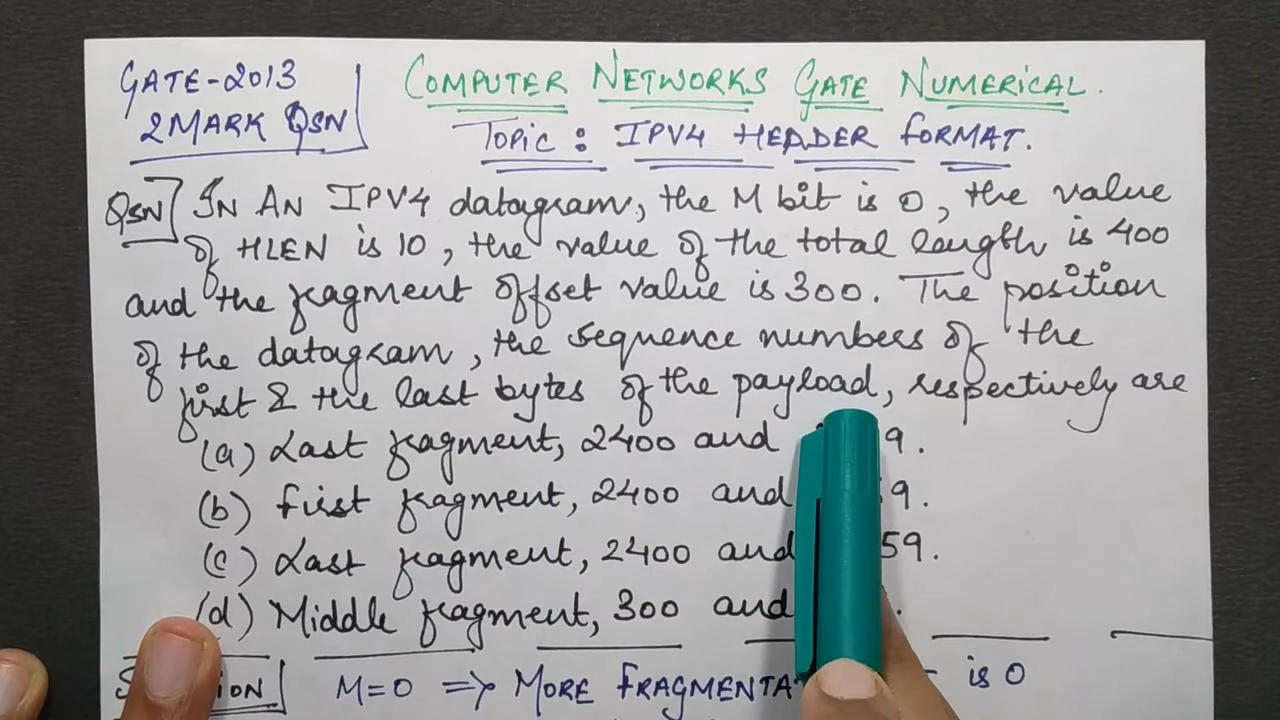 GATE-2013
2MARK QSN
COMPUTER NETWORKS GATE NUMERICAL.
TOPIC: IPV4 HEADER FORMAT.
QSN IN AN IPV4 datagram, the M bit is 0, the value
of HLEN is 10, the value of the total length is 400
and the fragment offset value is 300. The position
of the datagram, the sequence numbers of the
first & the last bytes of the payload, respectively are
(a) Last fragment, 2400 and 9.
(b) first fragment, 2400 and 9.
(c) Last fragment, 2400 and 59.
(d) Middle fragment, 300 and
M=0 => MORE is 0